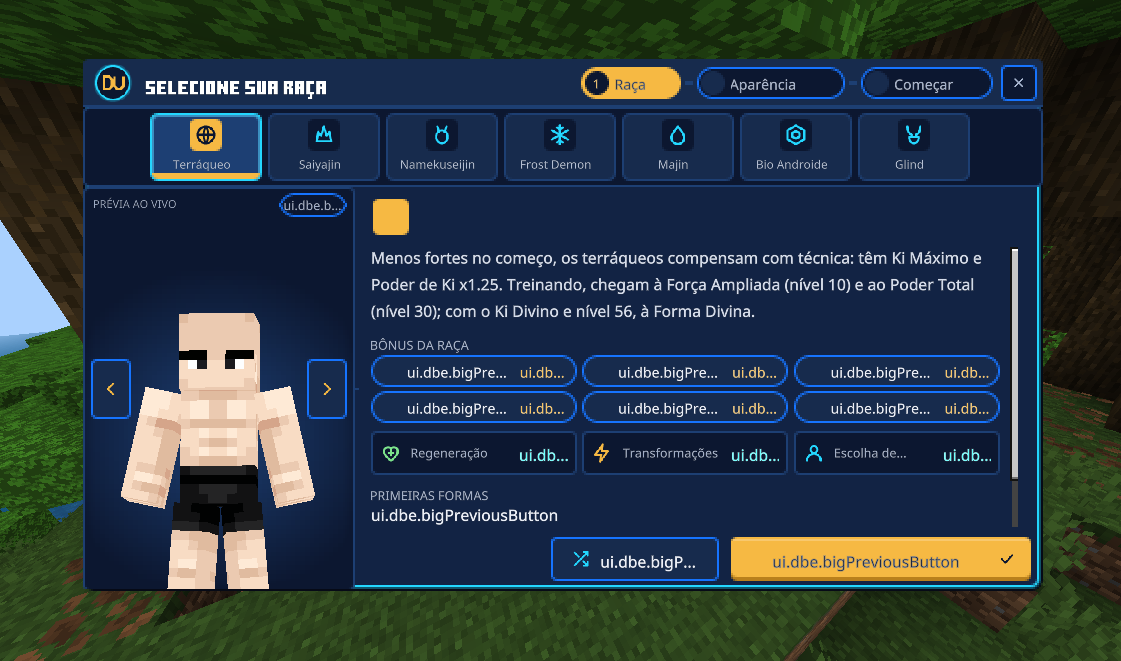 DU
SELECIONE SUA RAÇA
1 Raça
Aparência
Começar
Terráqueo
Saiyajin
Namekuseijin
Frost Demon
Majin
Bio Androide
Glind
PRÉVIA AO VIVO
ui.dbe.b...
Menos fortes no começo, os terráqueos compensam com técnica: têm Ki Máximo e
Poder de Ki x1.25. Treinando, chegam à Força Ampliada (nível 10) e ao Poder Total
(nível 30); com o Ki Divino e nível 56, à Forma Divina.
BÔNUS DA RAÇA
ui.dbe.bigPre... ui.db...
ui.dbe.bigPre... ui.db...
ui.dbe.bigPre... ui.db...
ui.dbe.bigPre... ui.db...
ui.dbe.bigPre... ui.db...
ui.dbe.bigPre... ui.db...
Regeneração ui.db...
Transformações ui.db...
Escolha de... ui.db...
PRIMEIRAS FORMAS
ui.dbe.bigPreviousButton
ui.dbe.bigP...
ui.dbe.bigPreviousButton